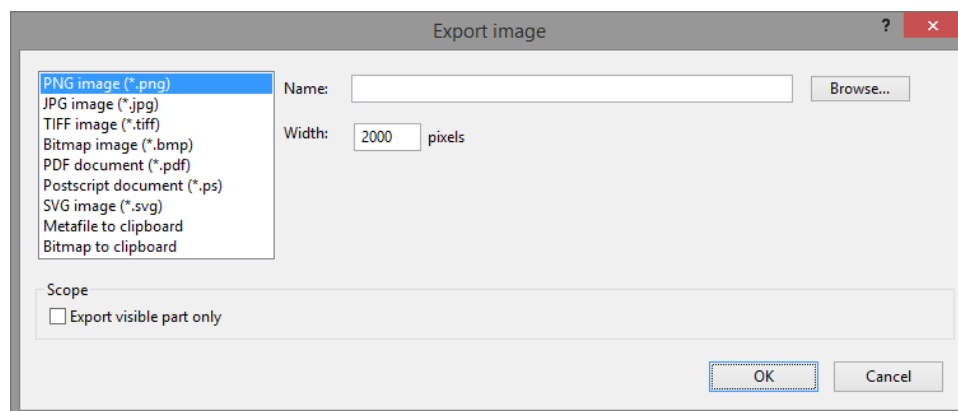 Export image
?
PNG image (*.png)
JPG image (*.jpg)
TIFF image (*.tiff)
Bitmap image (*.bmp)
PDF document (*.pdf)
Postscript document (*.ps)
SVG image (*.svg)
Metafile to clipboard
Bitmap to clipboard
Name:
Browse...
Width: 2000 pixels
Scope
Export visible part only
OK
Cancel